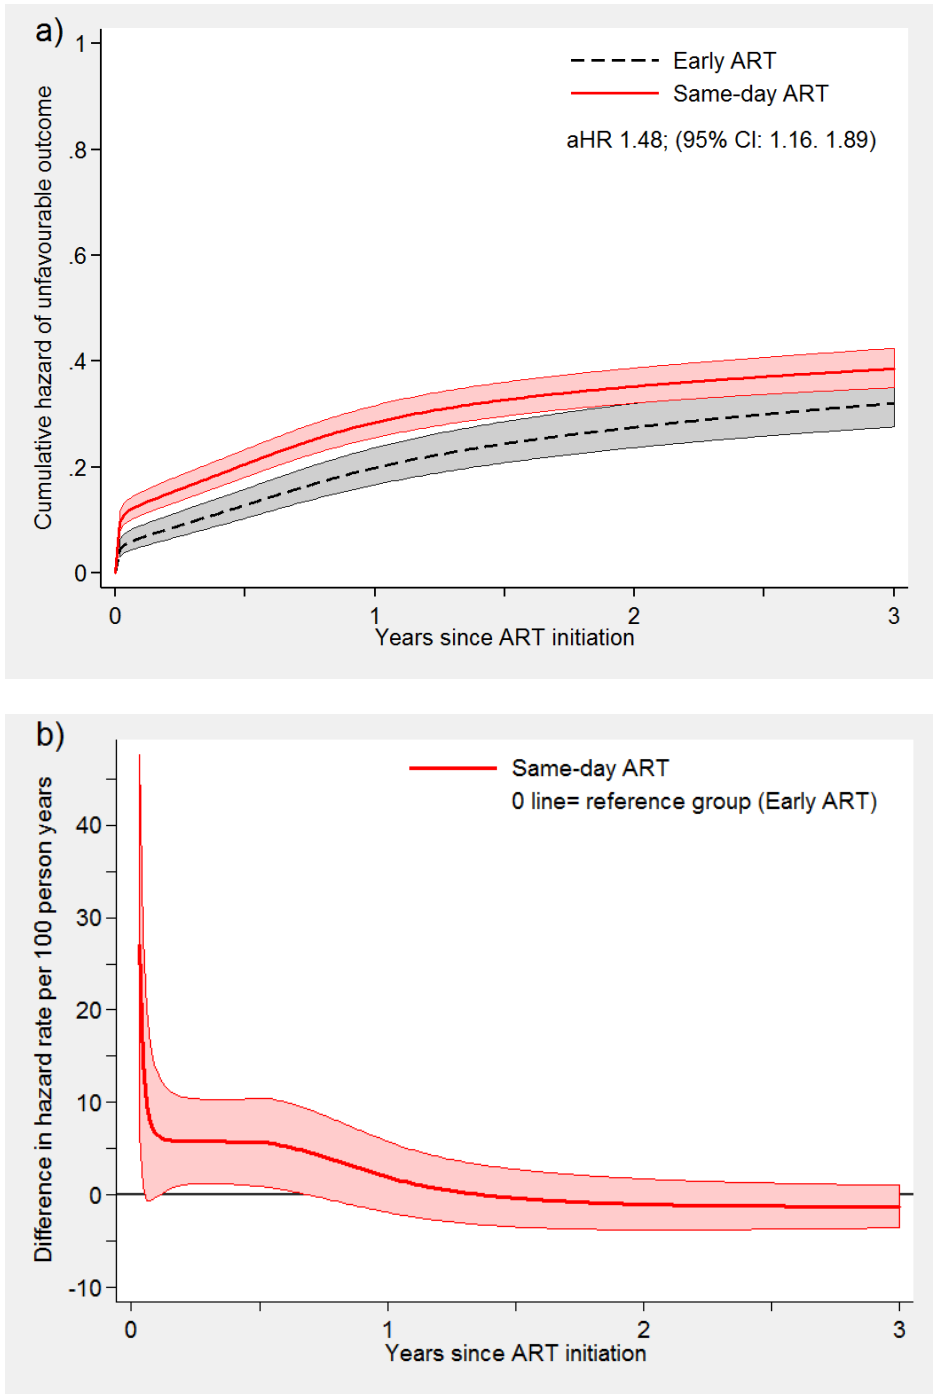 a)
Early ART
Same-day ART
aHR 1.48; (95% CI: 1.16. 1.89)
Cumulative hazard of unfavourable outcome
1
.8
.6
.4
.2
0
0 1 2 3
Years since ART initiation
b)
Same-day ART
0 line= reference group (Early ART)
Difference in hazard rate per 100 person years
40
30
20
10
0
-10
0 1 2 3
Years since ART initiation